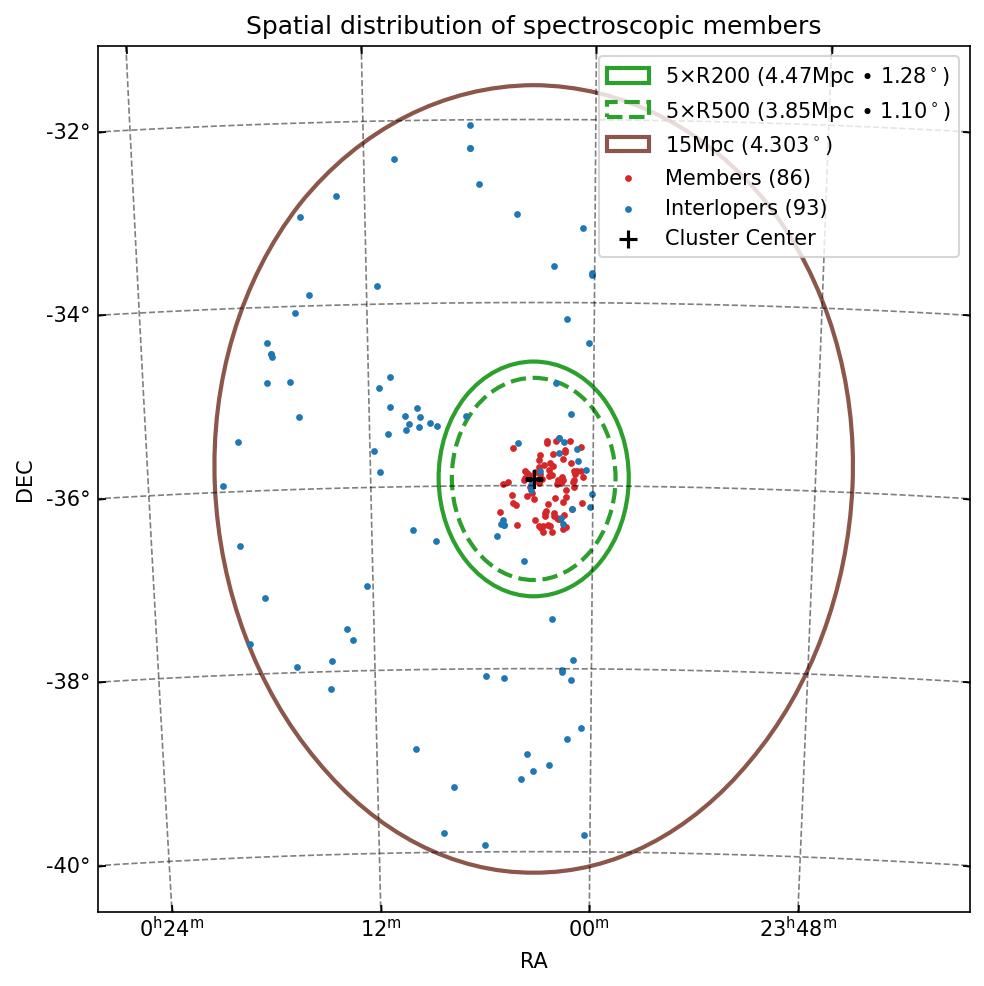 Spatial distribution of spectroscopic members
5×R200 (4.47Mpc • 1.28°)
5×R500 (3.85Mpc • 1.10°)
15Mpc (4.303°)
Members (86)
Interlopers (93)
Cluster Center
-32°
-34°
-36°
-38°
-40°
DEC
0h24m
12m
00m
23h48m
RA